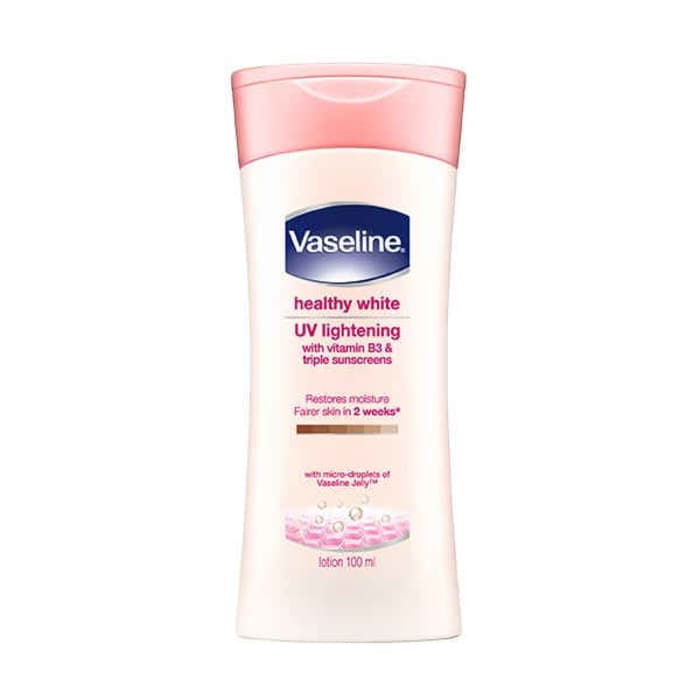 Vaseline®
healthy white
UV lightening
with vitamin B3 &
triple sunscreens
Restores moisture
Fairer skin in 2 weeks*
with micro-droplets of
Vaseline Jelly™
lotion 100 ml